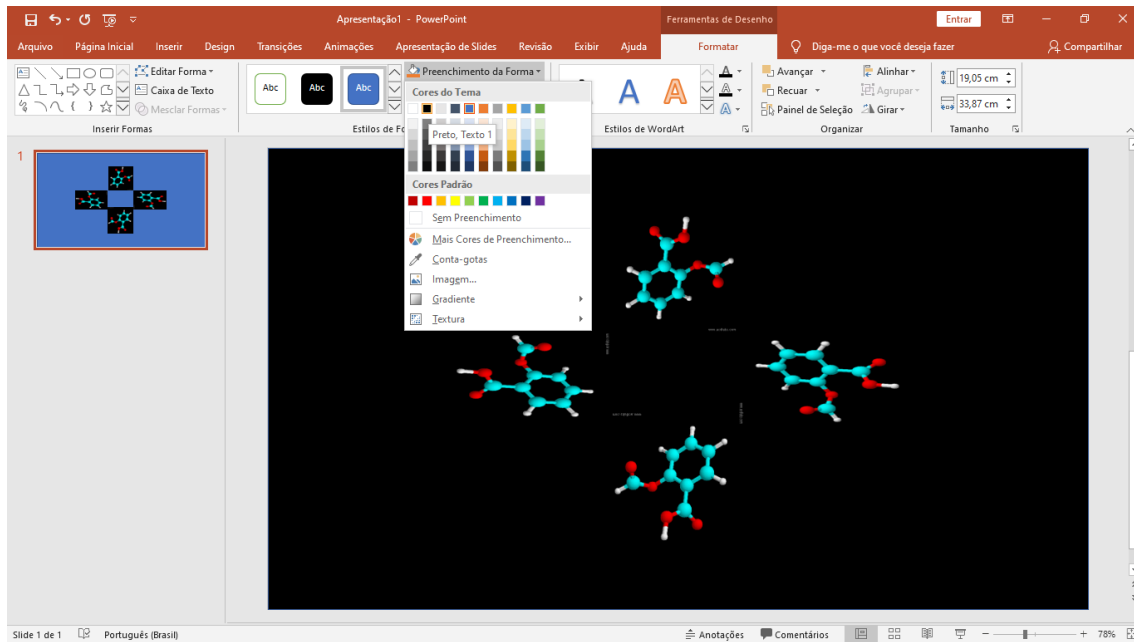 Apresentação1 - PowerPoint
Ferramentas de Desenho
Entrar
Arquivo Página Inicial Inserir Design Transições Animações Apresentação de Slides Revisão Exibir Ajuda Formatar Diga-me o que você deseja fazer Compartilhar
Editar Forma
Caixa de Texto
Mesclar Formas
Inserir Formas
Abc Abc Abc
Preenchimento da Forma
Estilos de Fo
A A A
Estilos de WordArt
Avançar
Recuar
Painel de Seleção
Alinhar
Agrupar
Girar
Organizar
19,05 cm
33,87 cm
Tamanho
Cores do Tema
Preto, Texto 1
Cores Padrão
Sem Preenchimento
Mais Cores de Preenchimento...
Conta-gotas
Imagem...
Gradiente
Textura
1
Slide 1 de 1 Português (Brasil) Anotações Comentários 78%